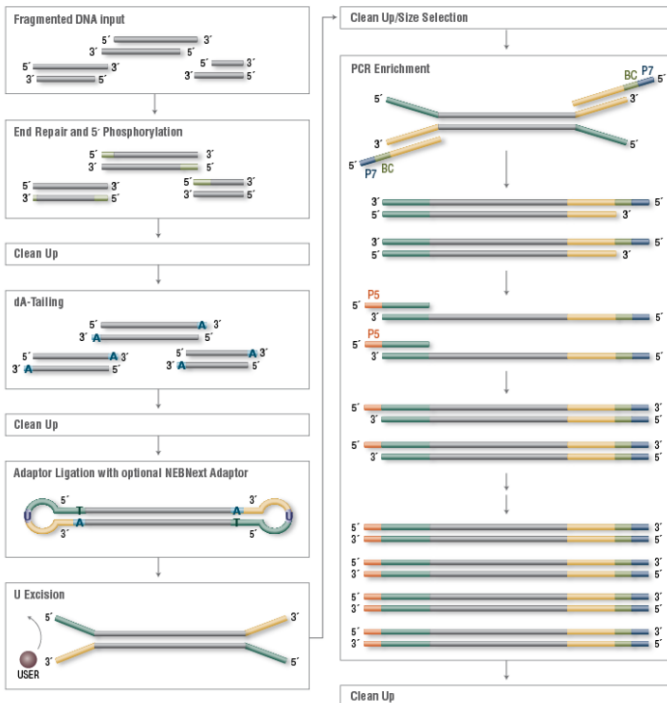 Fragmented DNA input
5´ 3´
3´ 5´
5´ 3´ 5´ 3´
3´ 5´ 3´ 5´
End Repair and 5´ Phosphorylation
5´ 3´
3´ 5´
5´ 3´ 5´ 3´
3´ 5´ 3´ 5´
Clean Up
dA-Tailing
5´ A 3´
3´ A 5´
5´ A 3´ 5´ A 3´
3´ A 5´ 3´ A 5´
Clean Up
Adaptor Ligation with optional NEBNext Adaptor
5´ 3´
T A
U U
A T
3´ 5´
U Excision
5´ 3´
3´ 5´
USER
Clean Up/Size Selection
PCR Enrichment
BC P7
5´
5´ 3´
3´ 5´
5´
P7 BC
3´ 5´
5´ 3´
3´ 5´
5´ 3´
P5
5´
3´ 5´
P5
5´
3´ 5´
5´ 3´
3´ 5´
5´ 3´
3´ 5´
5´ 3´
3´ 5´
5´ 3´
3´ 5´
5´ 3´
3´ 5´
5´ 3´
3´ 5´
Clean Up